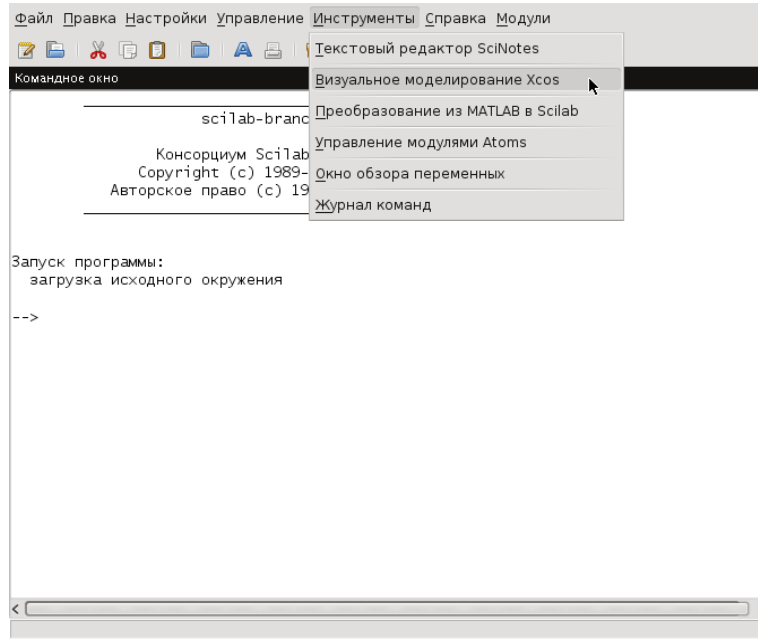 Файл Правка Настройки Управление Инструменты Справка Модули
Текстовый редактор SciNotes
Визуальное моделирование Xcos
Преобразование из MATLAB в Scilab
Управление модулями Atoms
Окно обзора переменных
Журнал команд
Командное окно
scilab-branc
Консорциум Scilab
Copyright (c) 1989-
Авторское право (c) 19
Запуск программы:
загрузка исходного окружения
-->